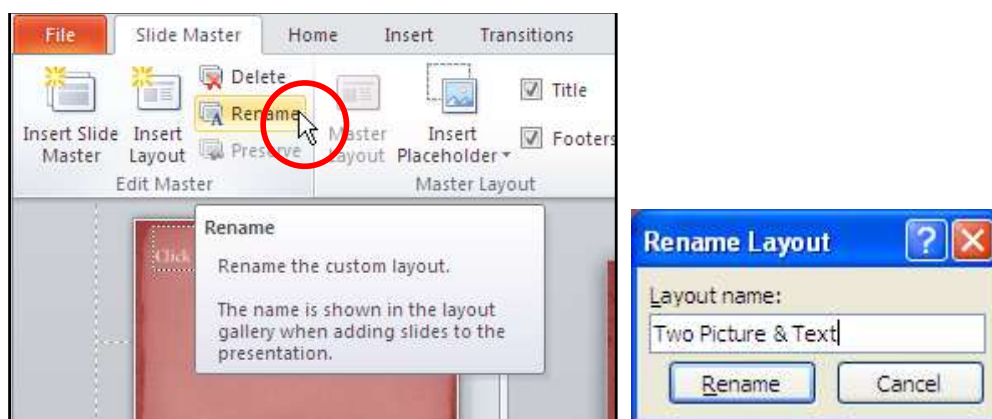 File Slide Master Home Insert Transitions
Delete
Rename
Preserve
Insert Slide Master
Insert Layout
Master Layout
Insert Placeholder
Title
Footers
Edit Master
Master Layout
Click
Rename
Rename the custom layout.
The name is shown in the layout
gallery when adding slides to the
presentation.
Rename Layout ?
Layout name:
Two Picture & Text
Rename Cancel